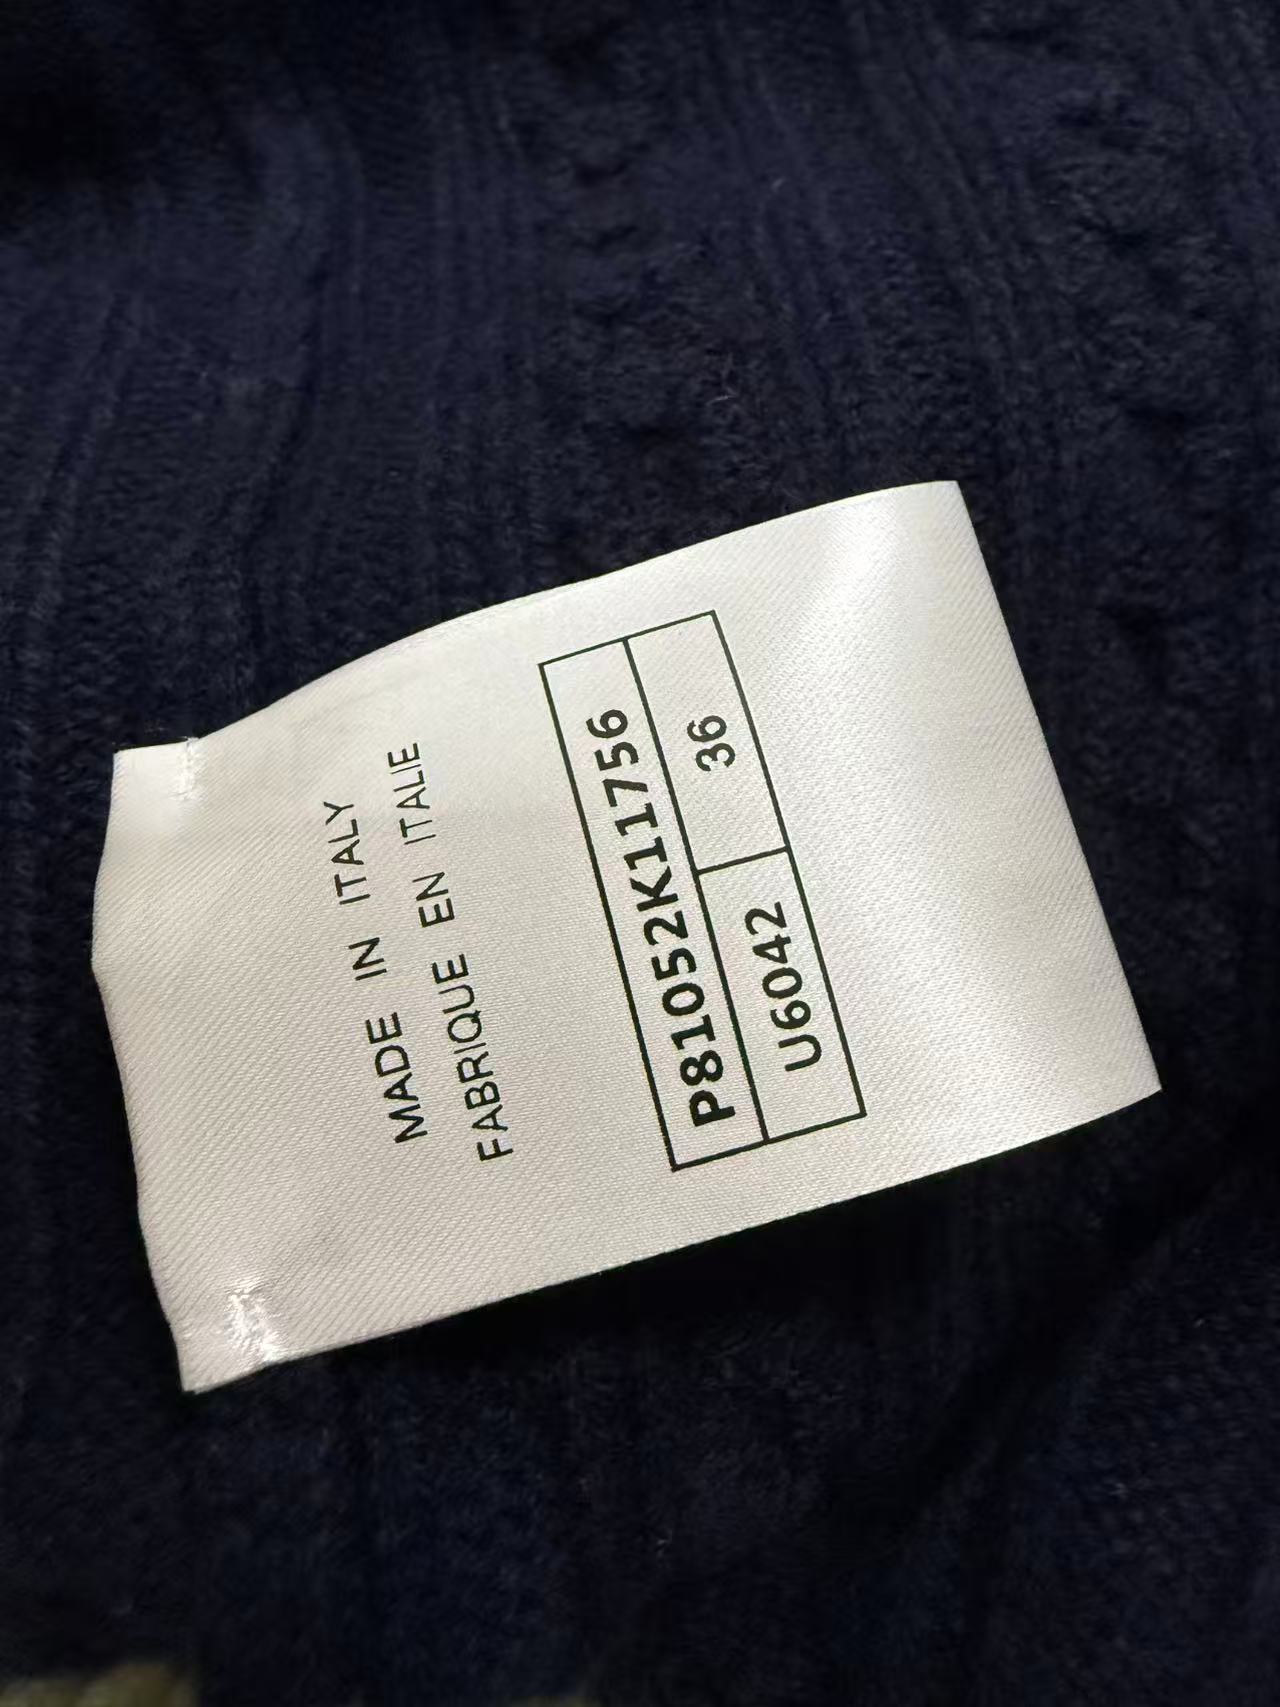 MADE IN ITALY
FABRIQUE EN ITALIE
P81052K11756
U6042 36